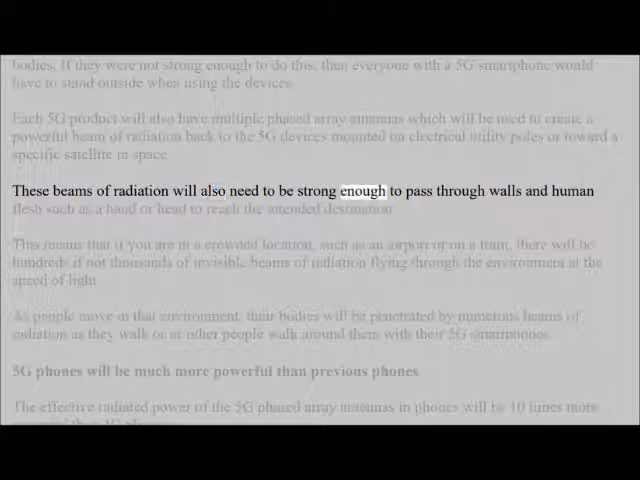 bodies. If they were not strong enough to do this, then everyone with a 5G smartphone would
have to stand outside when using the devices.
Each 5G product will also have multiple phased array antennas which will be used to create a
powerful beam of radiation back to the 5G devices mounted on electrical utility poles or toward a
specific satellite in space.
These beams of radiation will also need to be strong enough to pass through walls and human
flesh such as a hand or head to reach the intended destination.
This means that if you are in a crowded location, such as an airport or on a train, there will be
hundreds if not thousands of invisible beams of radiation flying through the environment at the
speed of light.
As people move in that environment, their bodies will be penetrated by numerous beams of
radiation as they walk or as other people walk around them with their 5G smartphones.
5G phones will be much more powerful than previous phones.
The effective radiated power of the 5G phased array antennas in phones will be 10 times more